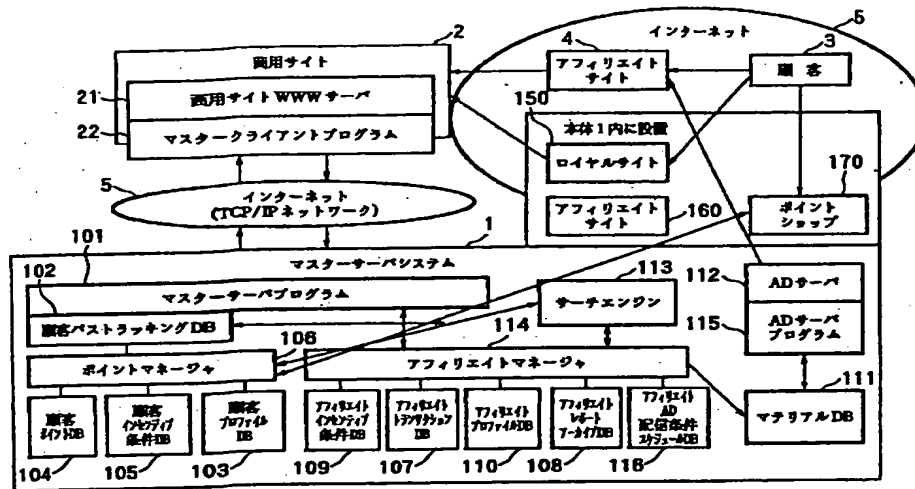 2
商用サイト
21
商用サイトWWWサーバ
22
マスタークライアントプログラム
インターネット
5
4
アフィリエイト
サイト
3
顧客
150
本体1内に設置
ロイヤルサイト
アフィリエイト
サイト
160
170
ポイント
ショップ
5
インターネット
(TCP/IPネットワーク)
1
マスターサーバシステム
101
マスターサーバプログラム
102
顧客パストラッキングDB
106
ポイントマネージャ
113
サーチエンジン
114
アフィリエイトマネージャ
112
ADサーバ
115
ADサーバ
プログラム
111
マテリアルDB
顧客
ポイントDB
104
顧客
インセンティブ
条件DB
105
顧客
プロファイル
DB
103
アフィリエイト
インセンティブ
条件DB
109
アフィリエイト
トランザクションDB
107
アフィリエイト
プロファイルDB
110
アフィリエイト
レポート
アーカイブDB
108
アフィリエイト
AD
配信条件
スケジュールDB
116